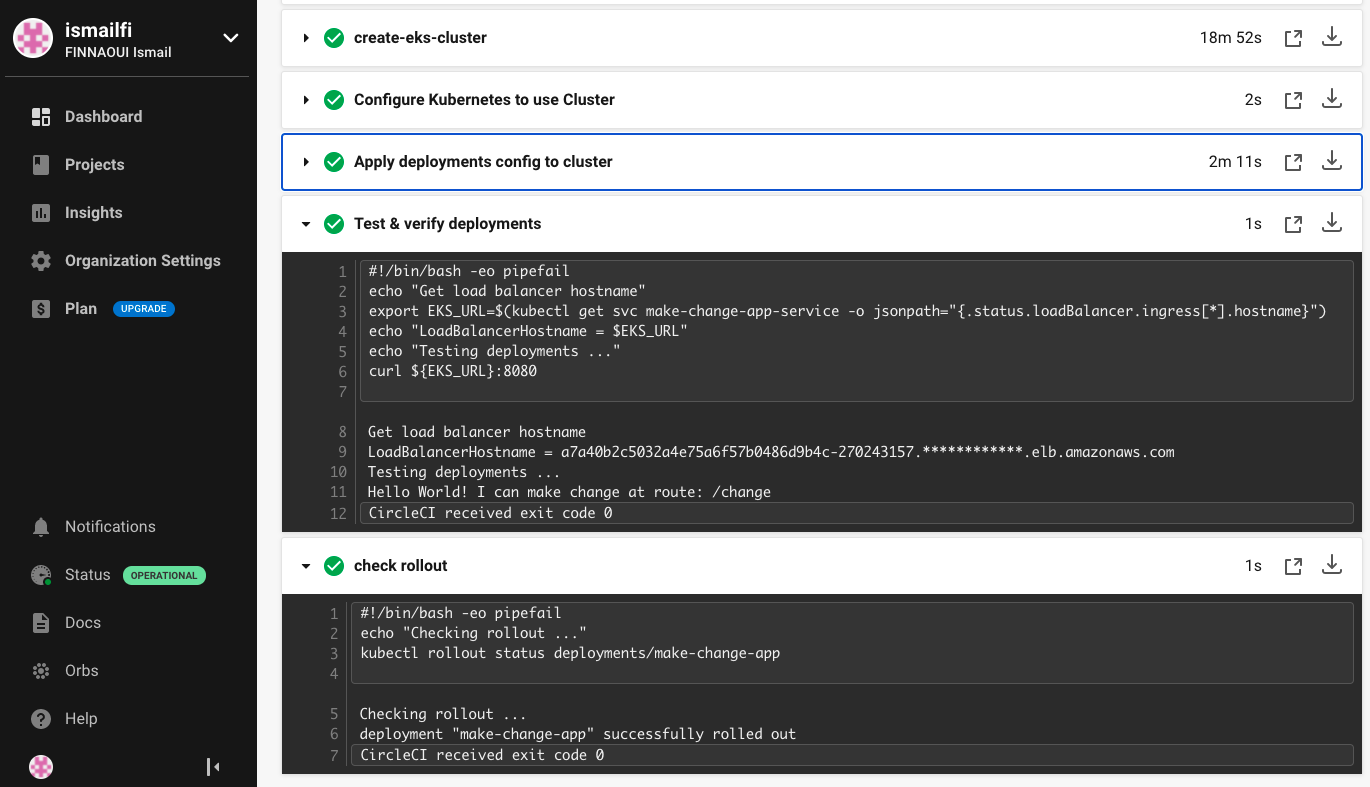 ismailfi
FINNAOUI Ismail
Dashboard
Projects
Insights
Organization Settings
Plan UPGRADE
Notifications
Status OPERATIONAL
Docs
Orbs
Help
create-eks-cluster 18m 52s
Configure Kubernetes to use Cluster 2s
Apply deployments config to cluster 2m 11s
Test & verify deployments 1s
1 #!/bin/bash -eo pipefail
2 echo "Get load balancer hostname"
3 export EKS_URL=$(kubectl get svc make-change-app-service -o jsonpath="{.status.loadBalancer.ingress[*].hostname}")
4 echo "LoadBalancerHostname = $EKS_URL"
5 echo "Testing deployments ..."
6 curl ${EKS_URL}:8080
7
8 Get load balancer hostname
9 LoadBalancerHostname = a7a40b2c5032a4e75a6f57b0486d9b4c-270243157.************.elb.amazonaws.com
10 Testing deployments ...
11 Hello World! I can make change at route: /change
12 CircleCI received exit code 0
check rollout 1s
1 #!/bin/bash -eo pipefail
2 echo "Checking rollout ..."
3 kubectl rollout status deployments/make-change-app
4
5 Checking rollout ...
6 deployment "make-change-app" successfully rolled out
7 CircleCI received exit code 0